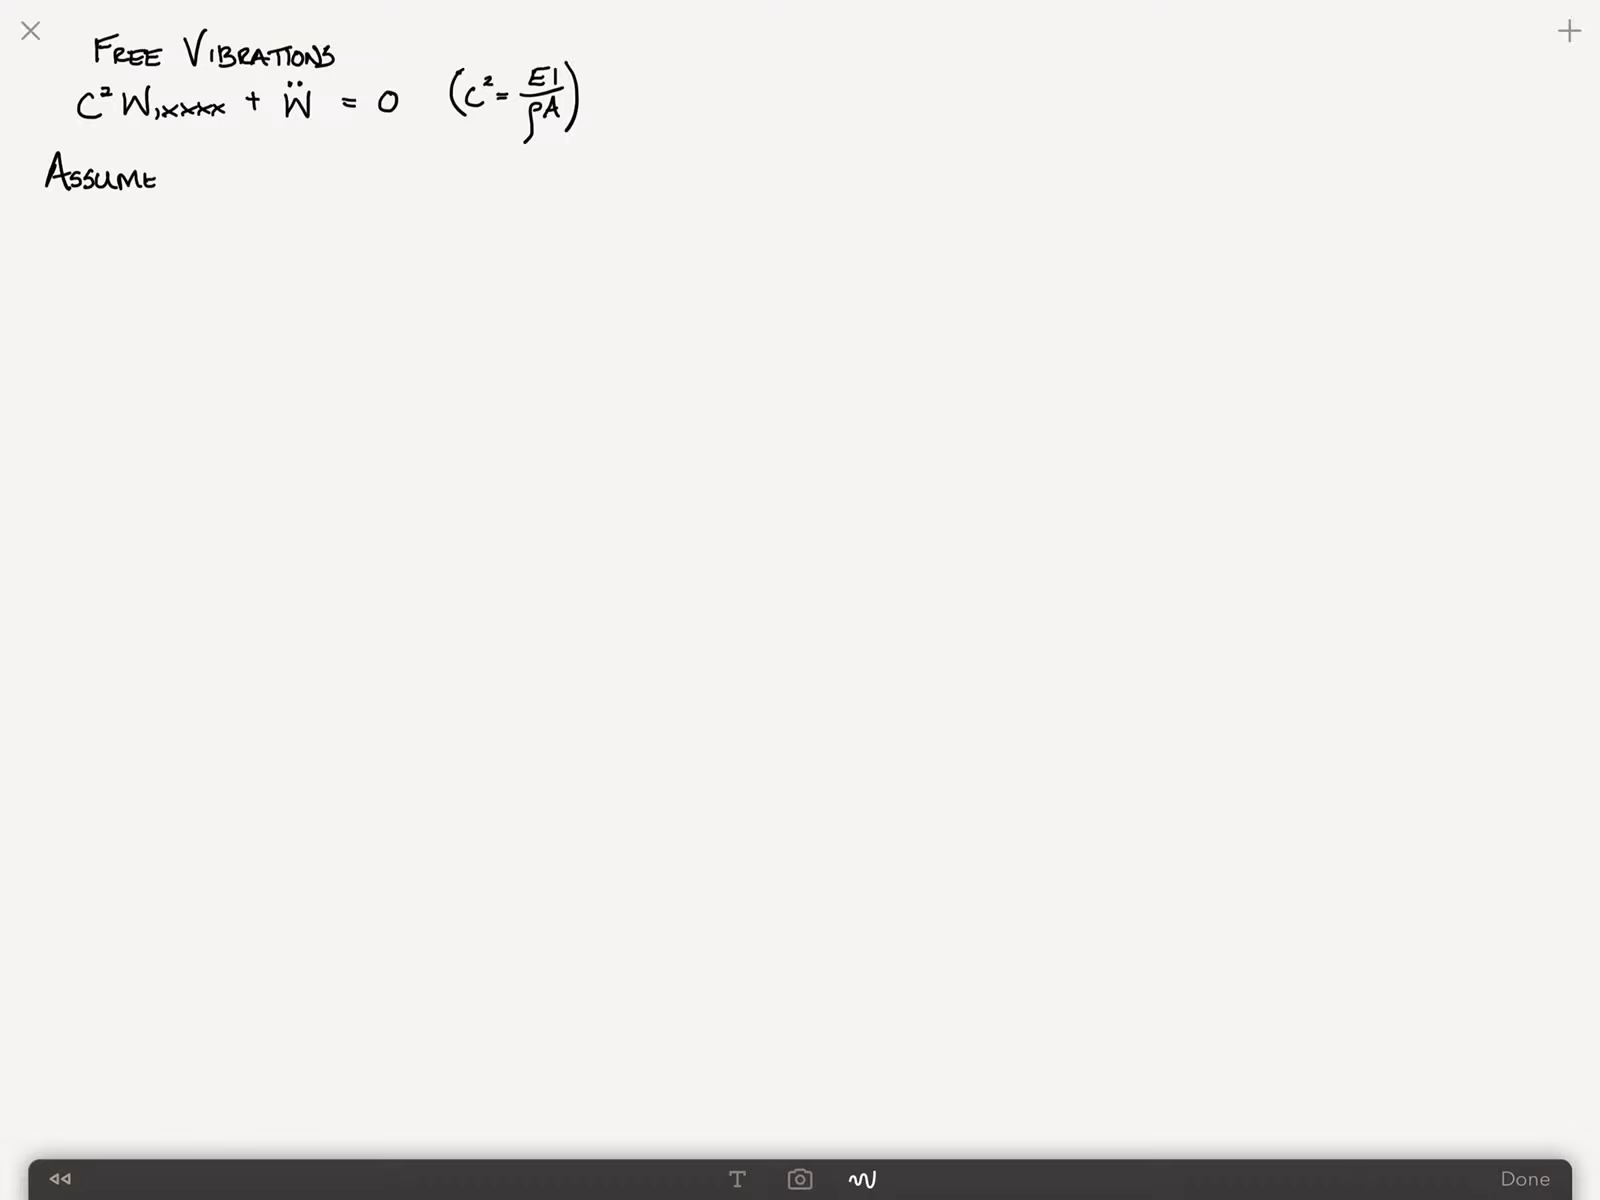 FREE VIBRATIONS
C² W,xxxx + Ẅ = 0 (C² = EI/ρA)
ASSUME
T
Done